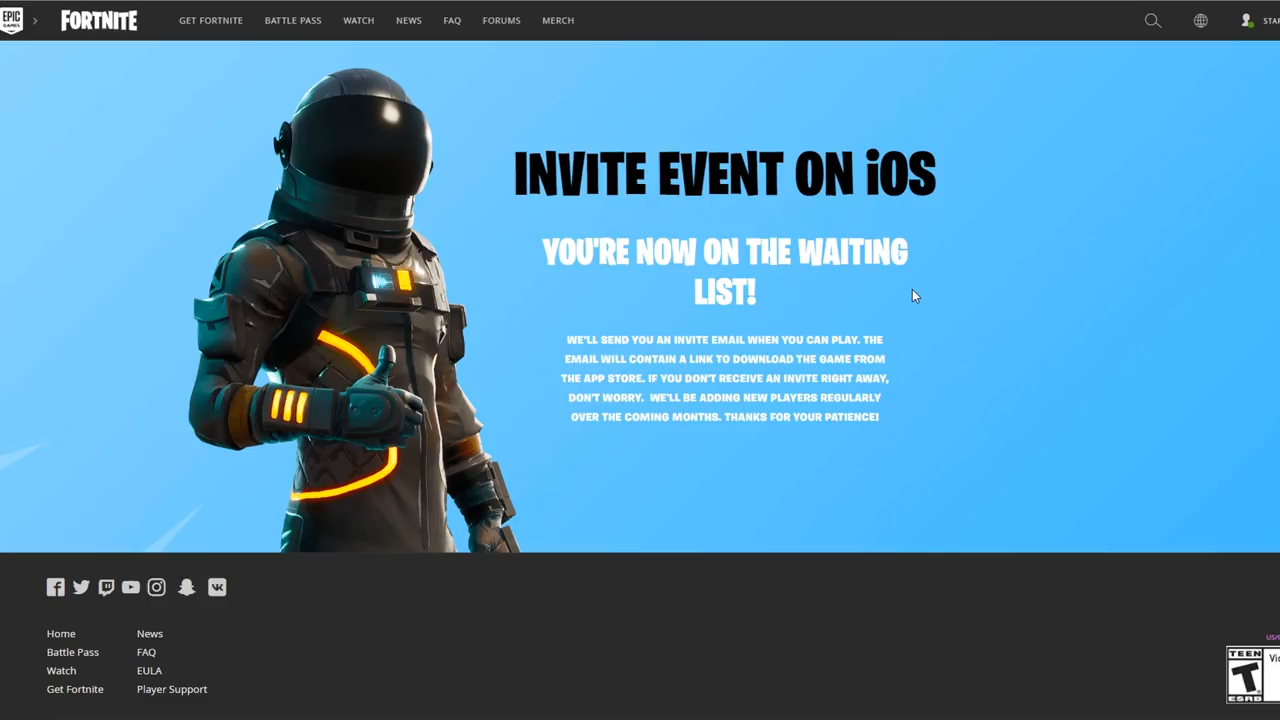 EPIC GAMES
FORTNITE
GET FORTNITE BATTLE PASS WATCH NEWS FAQ FORUMS MERCH
INVITE EVENT ON iOS
YOU'RE NOW ON THE WAITING
LIST!
WE'LL SEND YOU AN INVITE EMAIL WHEN YOU CAN PLAY. THE
EMAIL WILL CONTAIN A LINK TO DOWNLOAD THE GAME FROM
THE APP STORE. IF YOU DON'T RECEIVE AN INVITE RIGHT AWAY,
DON'T WORRY. WE'LL BE ADDING NEW PLAYERS REGULARLY
OVER THE COMING MONTHS. THANKS FOR YOUR PATIENCE!
Home News
Battle Pass FAQ
Watch EULA
Get Fortnite Player Support
TEEN
T
ESRB